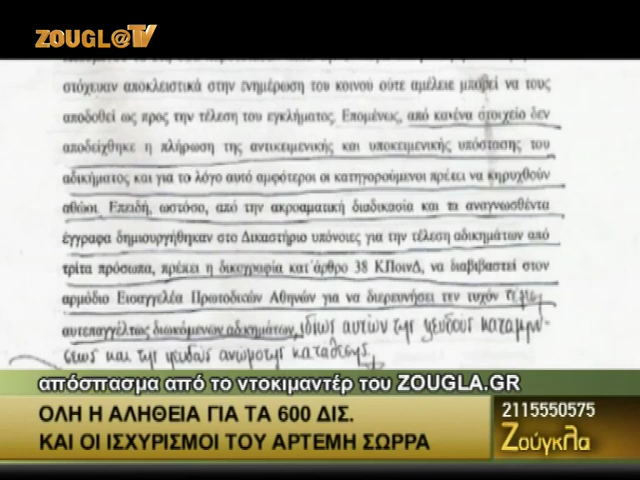 ZOUGL@TV
στόχευαν αποκλειστικά στην ενημέρωση του κοινού ούτε αμέλεια μπορεί να τους
αποδοθεί ως προς την τέλεση του εγκλήματος. Επομένως, από κανένα στοιχείο δεν
αποδείχθηκε η πλήρωση της αντικειμενικής και υποκειμενικής υπόστασης του
αδικήματος και για το λόγο αυτό αμφότεροι οι κατηγορούμενοι πρέπει να κηρυχθούν
αθώοι. Επειδή, ωστόσο, από την ακροαματική διαδικασία και τα αναγνωσθέντα
έγγραφα δημιουργήθηκαν στο Δικαστήριο υπόνοιες για την τέλεση αδικημάτων από
τρίτα πρόσωπα, πρέπει η δικογραφία κατ' άρθρο 38 ΚΠοινΔ, να διαβιβαστεί στον
αρμόδιο Εισαγγελέα Πρωτοδικών Αθηνών για να διερευνήσει την τυχόν τέλεση
αυτεπαγγέλτως διωκόμενων αδικημάτων, ιδίως αυτών της ψευδούς καταμηνύ-
σεως και της ψευδούς ανώμοτης κατάθεσης
απόσπασμα από το ντοκιμαντέρ του ZOUGLA.GR
ΟΛΗ Η ΑΛΗΘΕΙΑ ΓΙΑ ΤΑ 600 ΔΙΣ.
ΚΑΙ ΟΙ ΙΣΧΥΡΙΣΜΟΙ ΤΟΥ ΑΡΤΕΜΗ ΣΩΡΡΑ
2115550575
Ζούγκλα